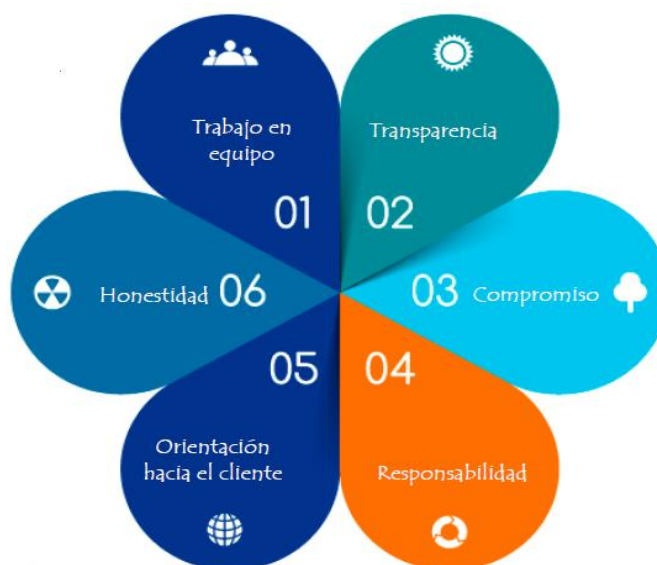 Trabajo en
equipo
01
Transparencia
02
03
Compromiso
04
Responsabilidad
05
Orientación
hacia el cliente
Honestidad
06